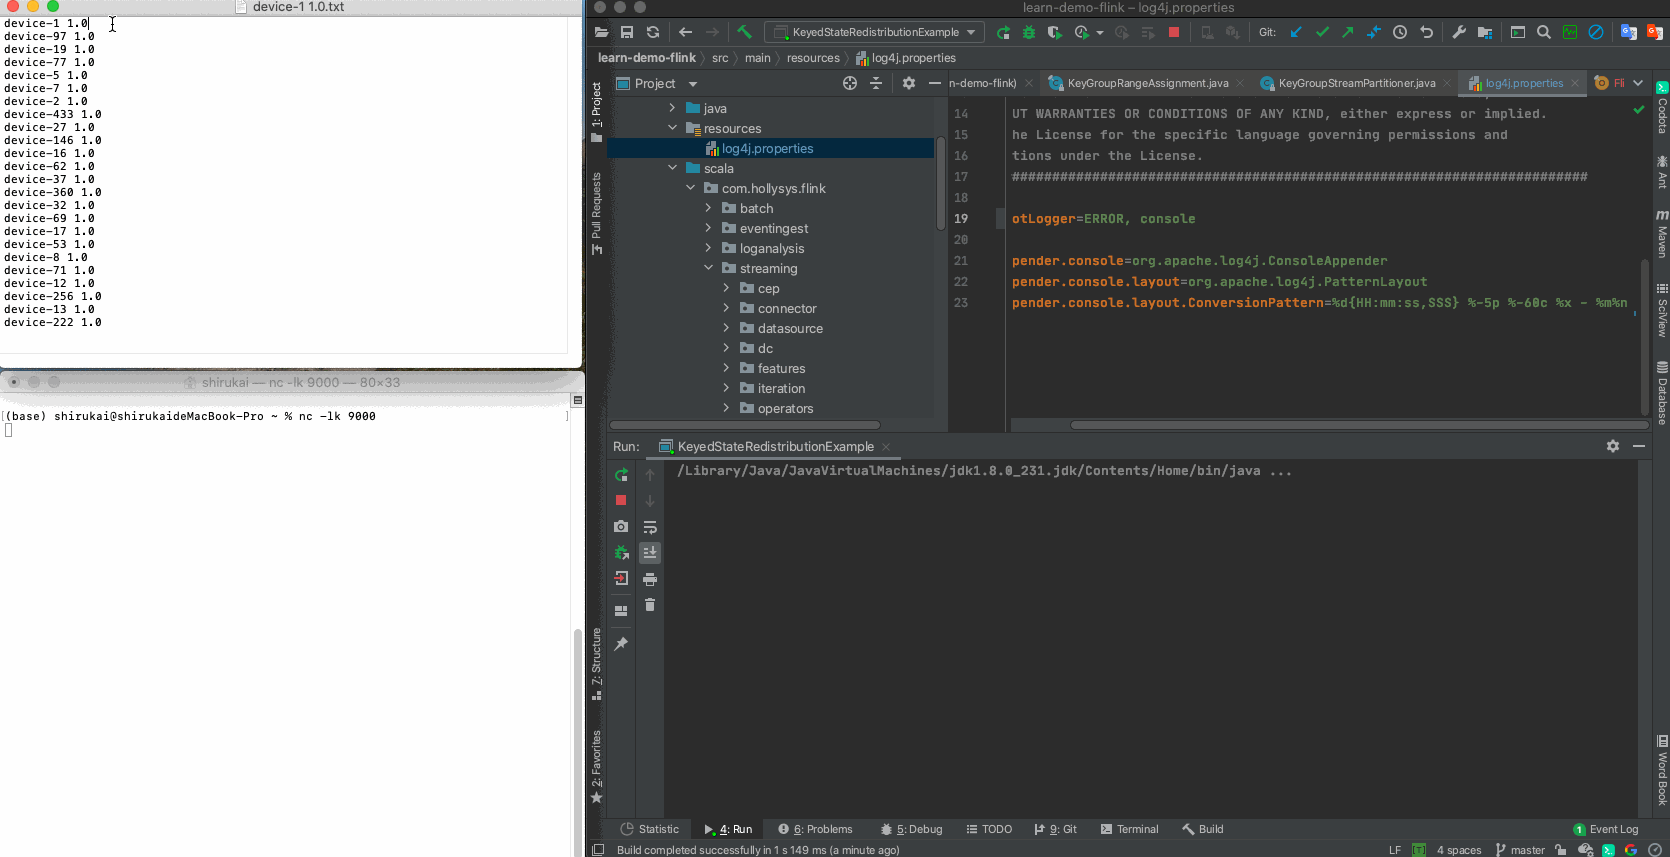 device-1 1.0.txt
device-1 1.0
device-97 1.0
device-19 1.0
device-77 1.0
device-5 1.0
device-7 1.0
device-2 1.0
device-433 1.0
device-27 1.0
device-146 1.0
device-16 1.0
device-62 1.0
device-37 1.0
device-360 1.0
device-32 1.0
device-69 1.0
device-17 1.0
device-53 1.0
device-8 1.0
device-71 1.0
device-12 1.0
device-256 1.0
device-13 1.0
device-222 1.0
shirukai — nc -lk 9000 — 80×33
(base) shirukai@shirukaideMacBook-Pro ~ % nc -lk 9000
learn-demo-flink – log4j.properties
KeyedStateRedistributionExample
Git:
learn-demo-flink
src
main
resources
log4j.properties
1: Project
Pull Requests
7: Structure
2: Favorites
Project
java
resources
log4j.properties
scala
com.hollysys.flink
batch
eventingest
loganalysis
streaming
cep
connector
datasource
dc
features
iteration
operators
n-demo-flink)
KeyGroupRangeAssignment.java
KeyGroupStreamPartitioner.java
log4j.properties
Fli
14 UT WARRANTIES OR CONDITIONS OF ANY KIND, either express or implied.
15 he License for the specific language governing permissions and
16 tions under the License.
17 ########################################################################
18
19 otLogger=ERROR, console
20
21 pender.console=org.apache.log4j.ConsoleAppender
22 pender.console.layout=org.apache.log4j.PatternLayout
23 pender.console.layout.ConversionPattern=%d{HH:mm:ss,SSS} %-5p %-60c %x - %m%n
Codota
Ant
Maven
SciView
Database
Word Book
Run:
KeyedStateRedistributionExample
/Library/Java/JavaVirtualMachines/jdk1.8.0_231.jdk/Contents/Home/bin/java ...
Statistic
4: Run
6: Problems
5: Debug
TODO
9: Git
Terminal
Build
1 Event Log
Build completed successfully in 1 s 149 ms (a minute ago)
LF
4 spaces
master